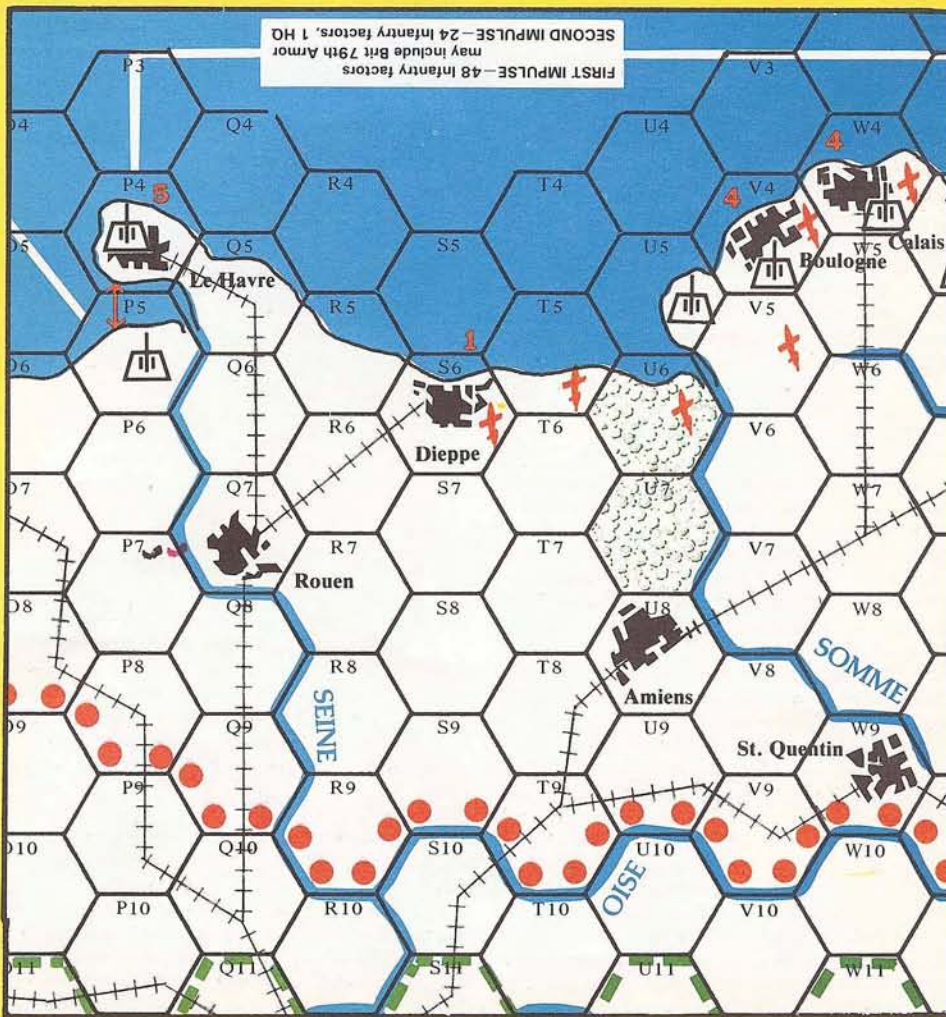 FIRST IMPULSE—48 Infantry factors
may include Brit 79th Armor
SECOND IMPULSE—24 Infantry factors, 1 HQ
P3
V3
Q4
U4
W4
4
P4
5
R4
T4
V4
4
Q5
S5
U5
W5
Calais
Boulogne
Le Havre
P5
R5
T5
V5
1
Q6
S6
U6
W6
P6
R6
T6
V6
Dieppe
Q7
S7
U7
W7
P7
R7
T7
V7
Rouen
Q8
S8
U8
W8
P8
R8
T8
V8
SEINE
SOMME
Amiens
Q9
S9
U9
W9
St. Quentin
P9
R9
T9
V9
Q10
S10
U10
W10
OISE
P10
R10
T10
V10
Q11
S11
U11
W11